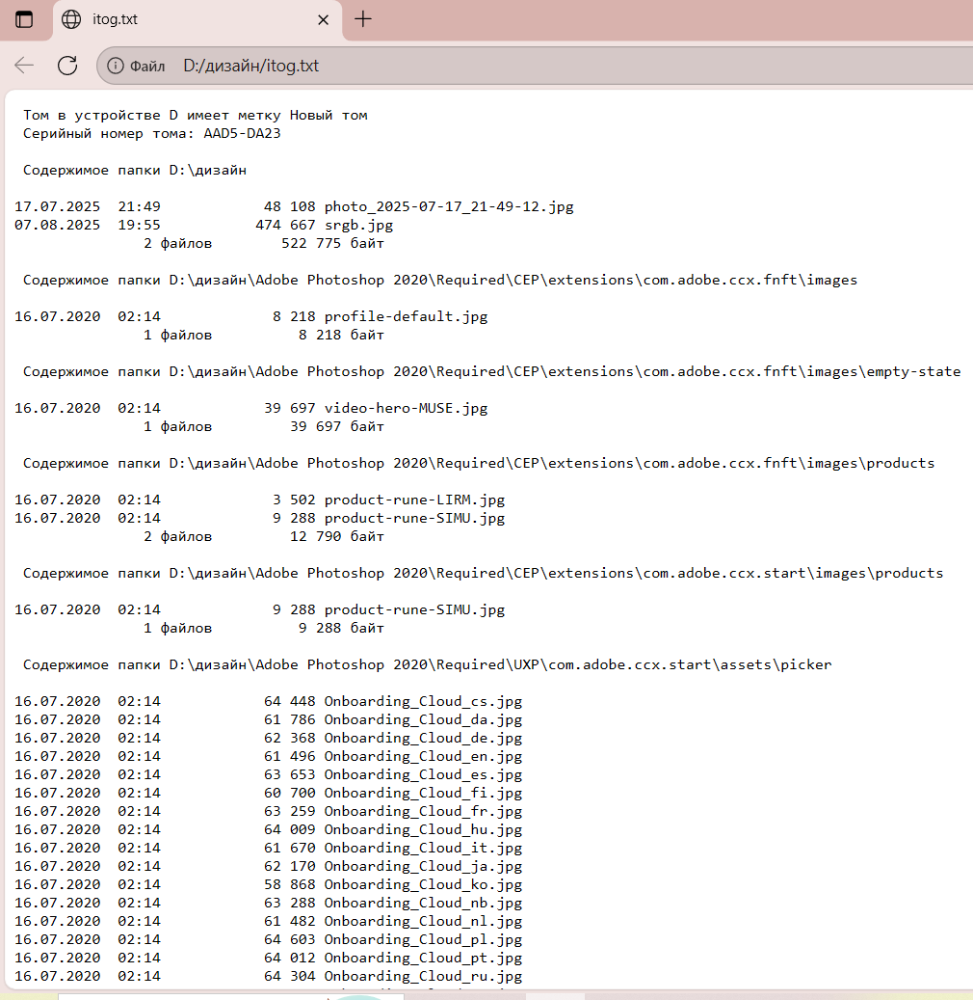 itog.txt
Файл D:/дизайн/itog.txt
Том в устройстве D имеет метку Новый том
Серийный номер тома: AAD5-DA23
Содержимое папки D:\дизайн
17.07.2025 21:49 48 108 photo_2025-07-17_21-49-12.jpg
07.08.2025 19:55 474 667 srgb.jpg
2 файлов 522 775 байт
Содержимое папки D:\дизайн\Adobe Photoshop 2020\Required\CEP\extensions\com.adobe.ccx.fnft\images
16.07.2020 02:14 8 218 profile-default.jpg
1 файлов 8 218 байт
Содержимое папки D:\дизайн\Adobe Photoshop 2020\Required\CEP\extensions\com.adobe.ccx.fnft\images\empty-state
16.07.2020 02:14 39 697 video-hero-MUSE.jpg
1 файлов 39 697 байт
Содержимое папки D:\дизайн\Adobe Photoshop 2020\Required\CEP\extensions\com.adobe.ccx.fnft\images\products
16.07.2020 02:14 3 502 product-rune-LIRM.jpg
16.07.2020 02:14 9 288 product-rune-SIMU.jpg
2 файлов 12 790 байт
Содержимое папки D:\дизайн\Adobe Photoshop 2020\Required\CEP\extensions\com.adobe.ccx.start\images\products
16.07.2020 02:14 9 288 product-rune-SIMU.jpg
1 файлов 9 288 байт
Содержимое папки D:\дизайн\Adobe Photoshop 2020\Required\UXP\com.adobe.ccx.start\assets\picker
16.07.2020 02:14 64 448 Onboarding_Cloud_cs.jpg
16.07.2020 02:14 61 786 Onboarding_Cloud_da.jpg
16.07.2020 02:14 62 368 Onboarding_Cloud_de.jpg
16.07.2020 02:14 61 496 Onboarding_Cloud_en.jpg
16.07.2020 02:14 63 653 Onboarding_Cloud_es.jpg
16.07.2020 02:14 60 700 Onboarding_Cloud_fi.jpg
16.07.2020 02:14 63 259 Onboarding_Cloud_fr.jpg
16.07.2020 02:14 64 009 Onboarding_Cloud_hu.jpg
16.07.2020 02:14 61 670 Onboarding_Cloud_it.jpg
16.07.2020 02:14 62 170 Onboarding_Cloud_ja.jpg
16.07.2020 02:14 58 868 Onboarding_Cloud_ko.jpg
16.07.2020 02:14 63 288 Onboarding_Cloud_nb.jpg
16.07.2020 02:14 61 482 Onboarding_Cloud_nl.jpg
16.07.2020 02:14 64 603 Onboarding_Cloud_pl.jpg
16.07.2020 02:14 64 012 Onboarding_Cloud_pt.jpg
16.07.2020 02:14 64 304 Onboarding_Cloud_ru.jpg